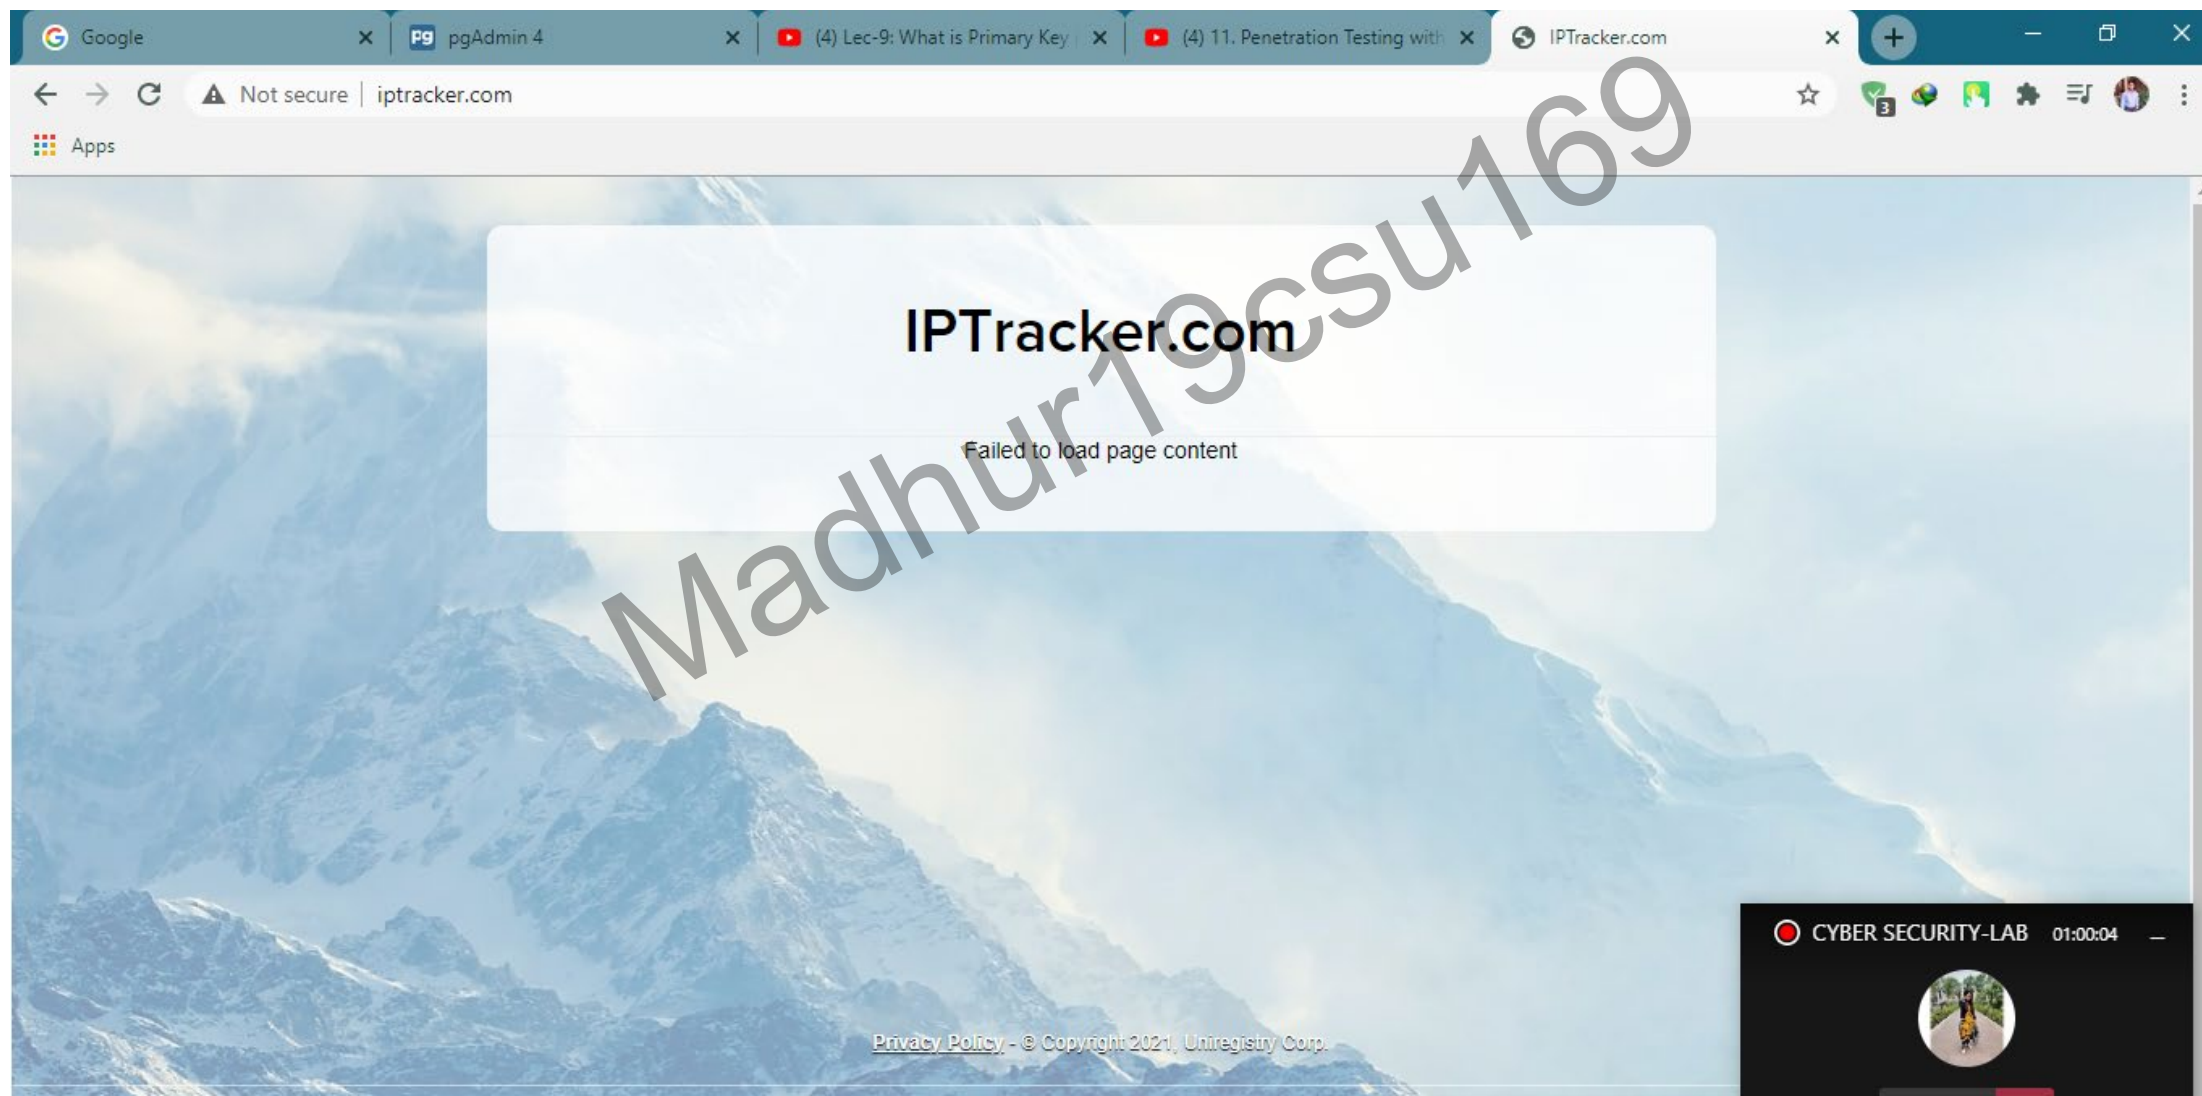 Google
pgAdmin 4
(4) Lec-9: What is Primary Key
(4) 11. Penetration Testing with
IPTracker.com
Not secure
iptracker.com
3
Apps
IPTracker.com
Failed to load page content
Madhur19csu169
CYBER SECURITY-LAB 01:00:04
Privacy Policy - © Copyright 2021, Uniregistry Corp.